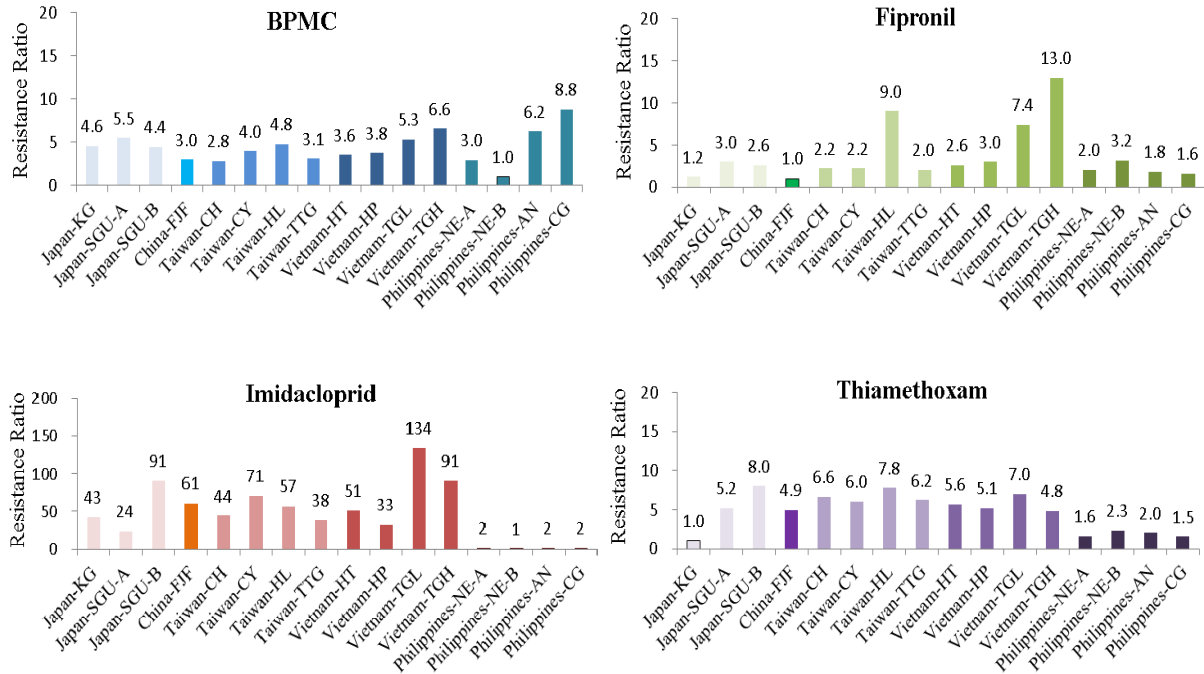 BPMC
Resistance Ratio
20
15
10
5
0
4.6
5.5
4.4
3.0
2.8
4.0
4.8
3.1
3.6
3.8
5.3
6.6
3.0
1.0
6.2
8.8
Japan-KG
Japan-SGU-A
Japan-SGU-B
China-FJF
Taiwan-CH
Taiwan-CY
Taiwan-HL
Taiwan-TTG
Vietnam-HT
Vietnam-HP
Vietnam-TGL
Vietnam-TGH
Philippines-NE-A
Philippines-NE-B
Philippines-AN
Philippines-CG
Fipronil
Resistance Ratio
20
15
10
5
0
1.2
3.0
2.6
1.0
2.2
2.2
9.0
2.0
2.6
3.0
7.4
13.0
2.0
3.2
1.8
1.6
Japan-KG
Japan-SGU-A
Japan-SGU-B
China-FJF
Taiwan-CH
Taiwan-CY
Taiwan-HL
Taiwan-TTG
Vietnam-HT
Vietnam-HP
Vietnam-TGL
Vietnam-TGH
Philippines-NE-A
Philippines-NE-B
Philippines-AN
Philippines-CG
Imidacloprid
Resistance Ratio
200
150
100
50
0
43
24
91
61
44
71
57
38
51
33
134
91
2
1
2
2
Japan-KG
Japan-SGU-A
Japan-SGU-B
China-FJF
Taiwan-CH
Taiwan-CY
Taiwan-HL
Taiwan-TTG
Vietnam-HT
Vietnam-HP
Vietnam-TGL
Vietnam-TGH
Philippines-NE-A
Philippines-NE-B
Philippines-AN
Philippines-CG
Thiamethoxam
Resistance Ratio
20
15
10
5
0
1.0
5.2
8.0
4.9
6.6
6.0
7.8
6.2
5.6
5.1
7.0
4.8
1.6
2.3
2.0
1.5
Japan-KG
Japan-SGU-A
Japan-SGU-B
China-FJF
Taiwan-CH
Taiwan-CY
Taiwan-HL
Taiwan-TTG
Vietnam-HT
Vietnam-HP
Vietnam-TGL
Vietnam-TGH
Philippines-NE-A
Philippines-NE-B
Philippines-AN
Philippines-CG